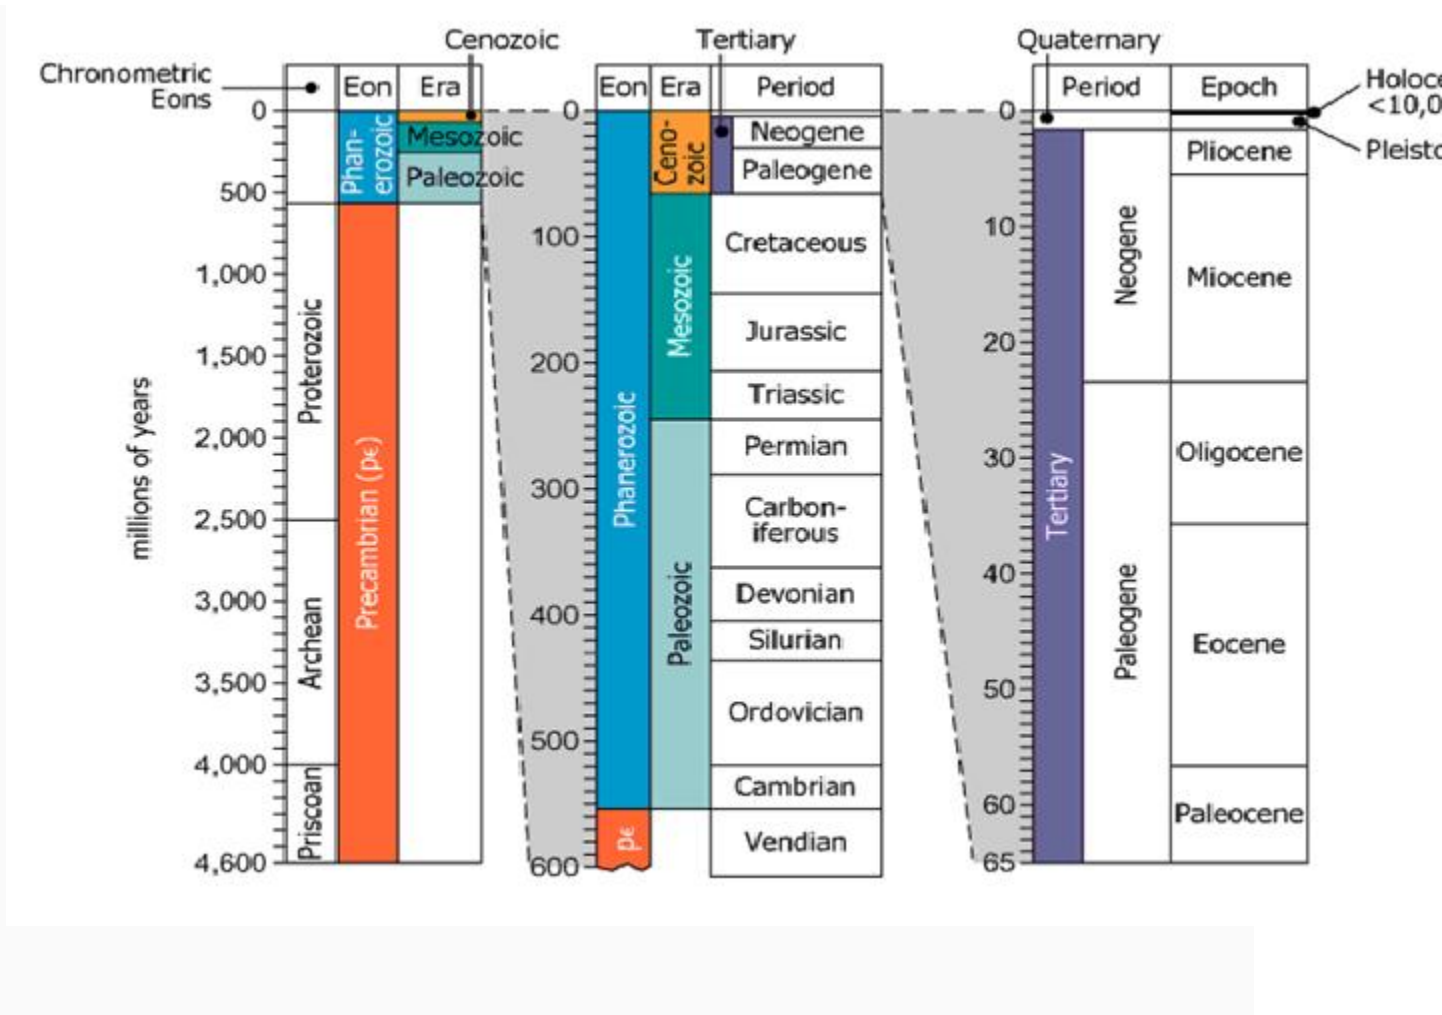 Cenozoic
Tertiary
Quaternary
Chronometric
Eons
Eon
Era
Eon
Era
Period
Period
Epoch
Holoce
<10,0
Pleisto
millions of years
0
500
1,000
1,500
2,000
2,500
3,000
3,500
4,000
4,600
Proterozoic
Archean
Priscoan
Phan-
erozoic
Precambrian (pє)
Mesozoic
Paleozoic
0
100
200
300
400
500
600
Phanerozoic
pє
Ceno-
zoic
Mesozoic
Paleozoic
Neogene
Paleogene
Cretaceous
Jurassic
Triassic
Permian
Carbon-
iferous
Devonian
Silurian
Ordovician
Cambrian
Vendian
0
10
20
30
40
50
60
65
Tertiary
Neogene
Paleogene
Pliocene
Miocene
Oligocene
Eocene
Paleocene